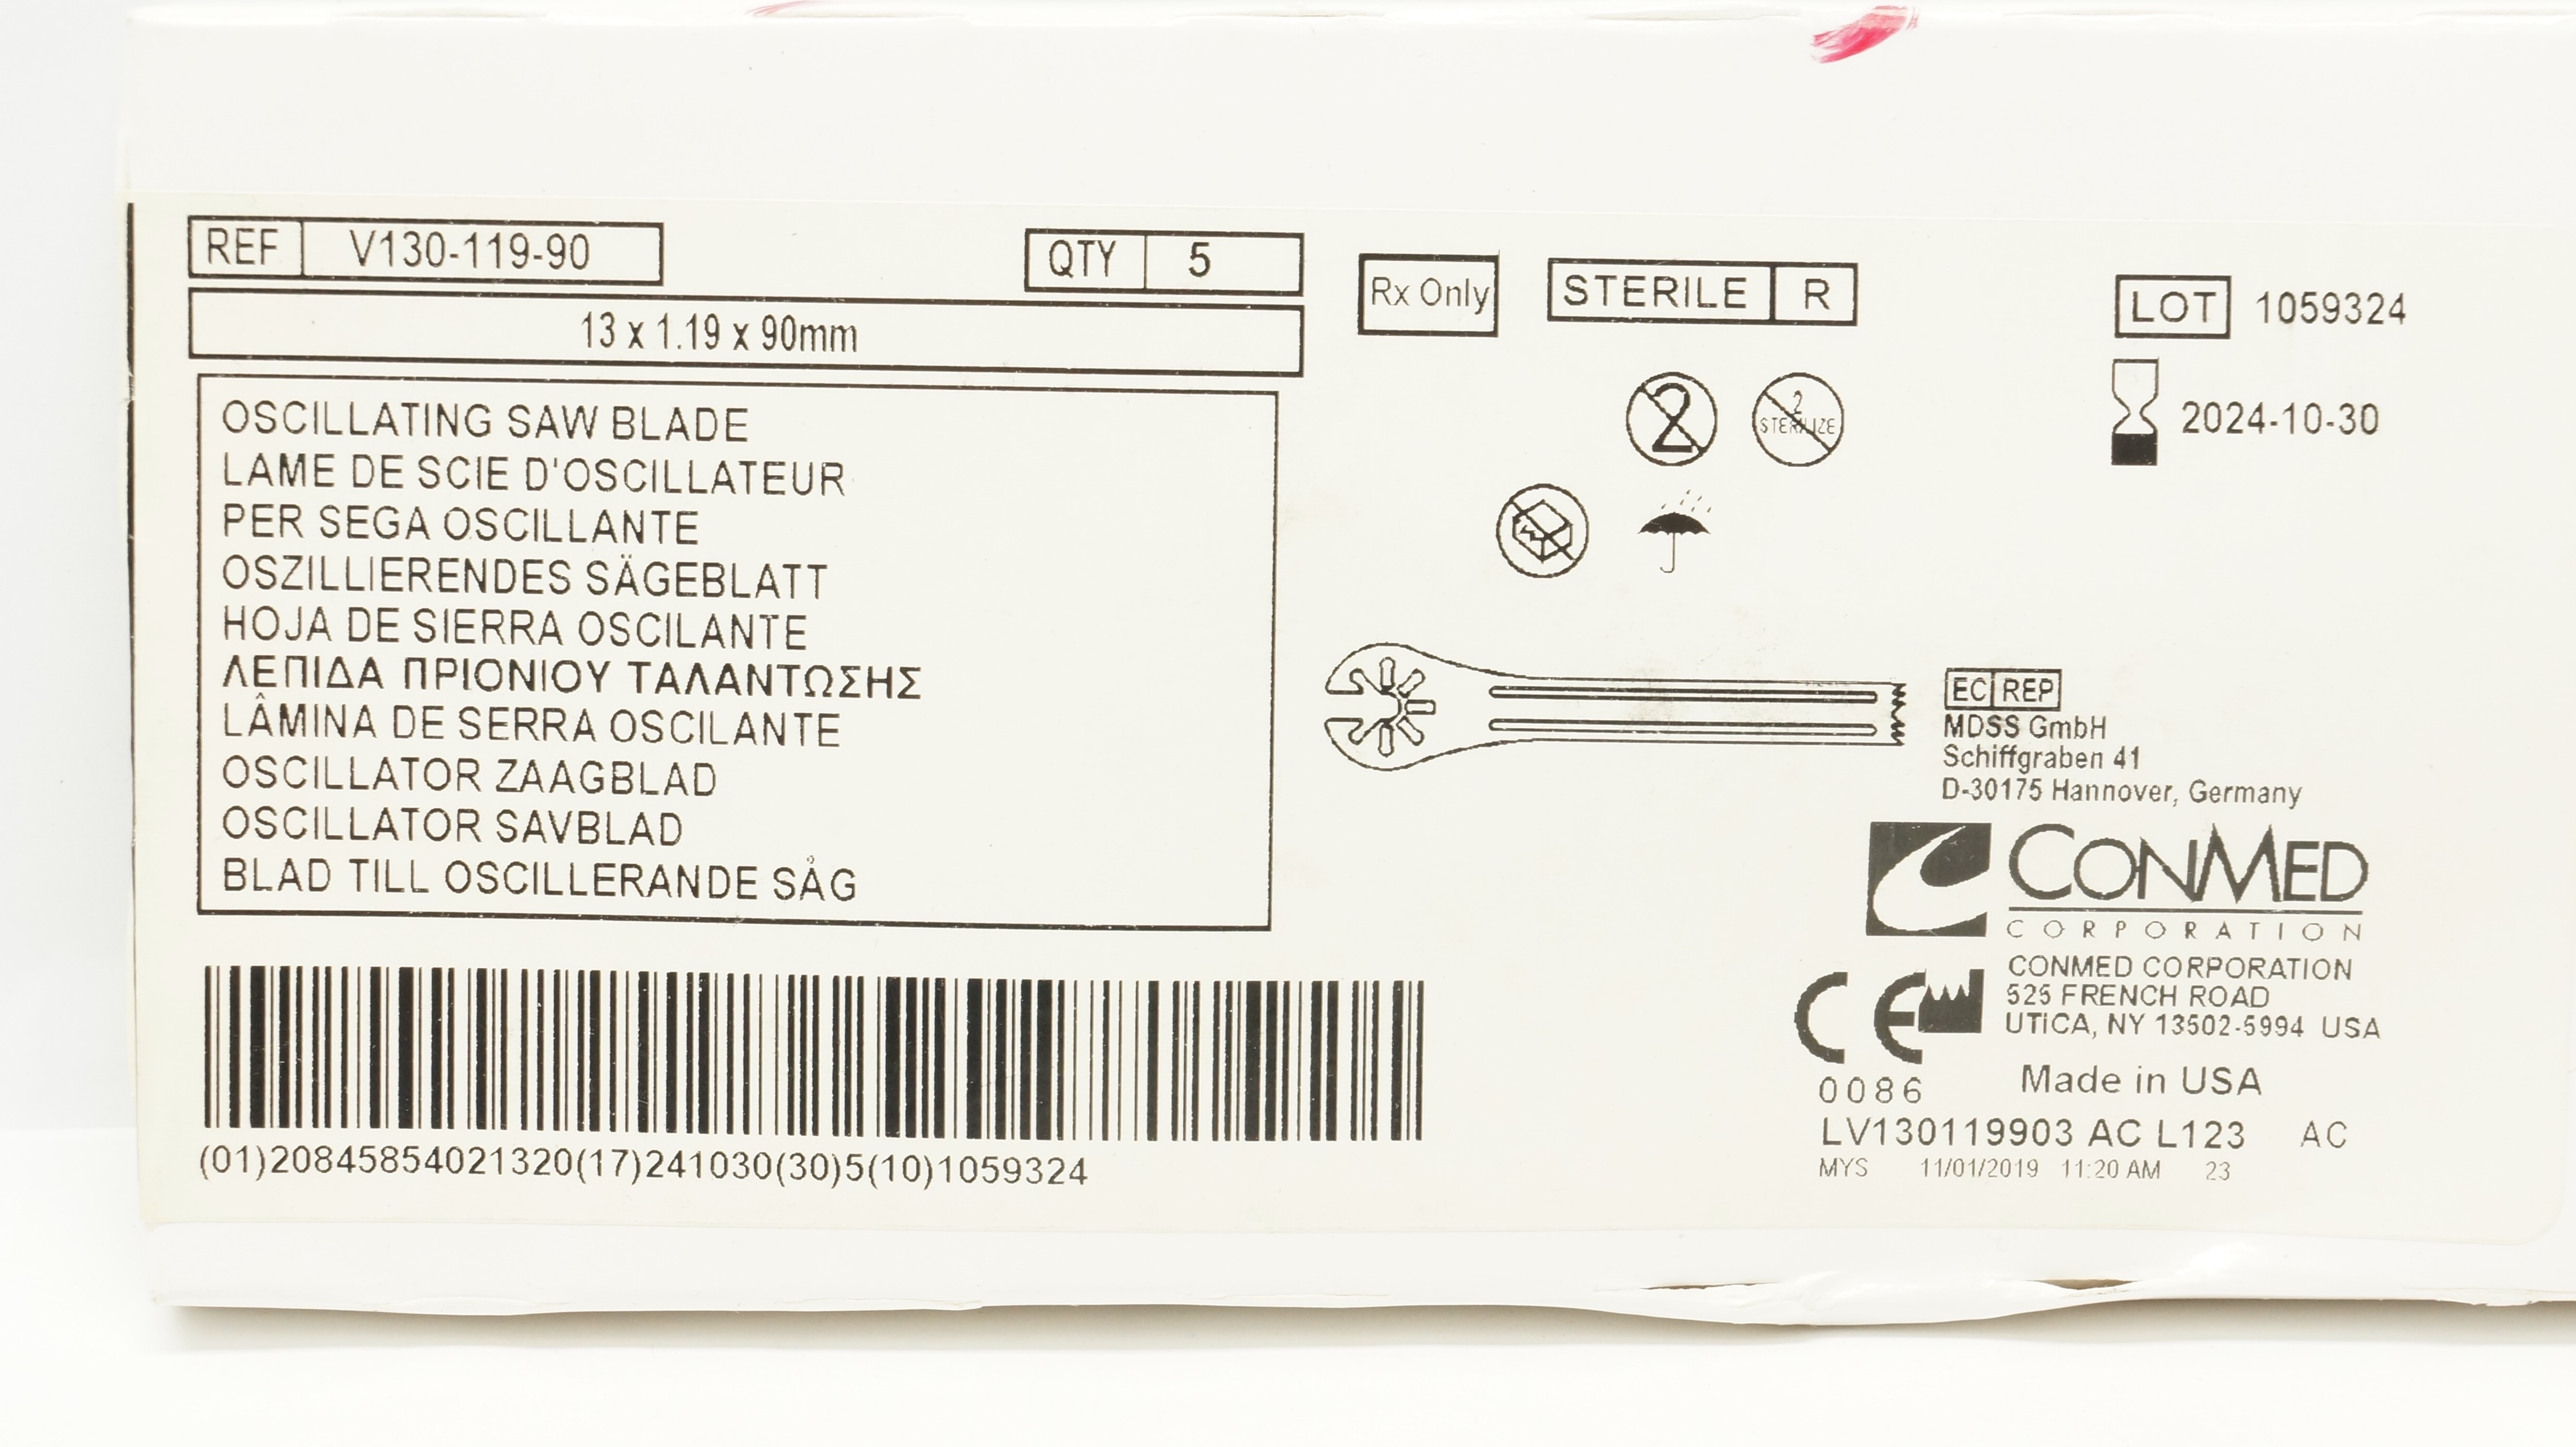 REF V130-119-90 QTY 5
13 x 1.19 x 90mm
OSCILLATING SAW BLADE
LAME DE SCIE D'OSCILLATEUR
PER SEGA OSCILLANTE
OSZILLIERENDES SÄGEBLATT
HOJA DE SIERRA OSCILANTE
ΛΕΠΙΔΑ ΠΡΙΟΝΙΟΥ ΤΑΛΑΝΤΩΣΗΣ
LÂMINA DE SERRA OSCILANTE
OSCILLATOR ZAAGBLAD
OSCILLATOR SAVBLAD
BLAD TILL OSCILLERANDE SÅG
(01)20845854021320(17)241030(30)5(10)1059324
Rx Only STERILE R
2 2 STERILIZE
LOT 1059324
2024-10-30
EC REP
MDSS GmbH
Schiffgraben 41
D-30175 Hannover, Germany
CONMED
CORPORATION
CONMED CORPORATION
525 FRENCH ROAD
UTICA, NY 13502-5994 USA
CE
0086 Made in USA
LV130119903 AC L123 AC
MYS 11/01/2019 11:20 AM 23